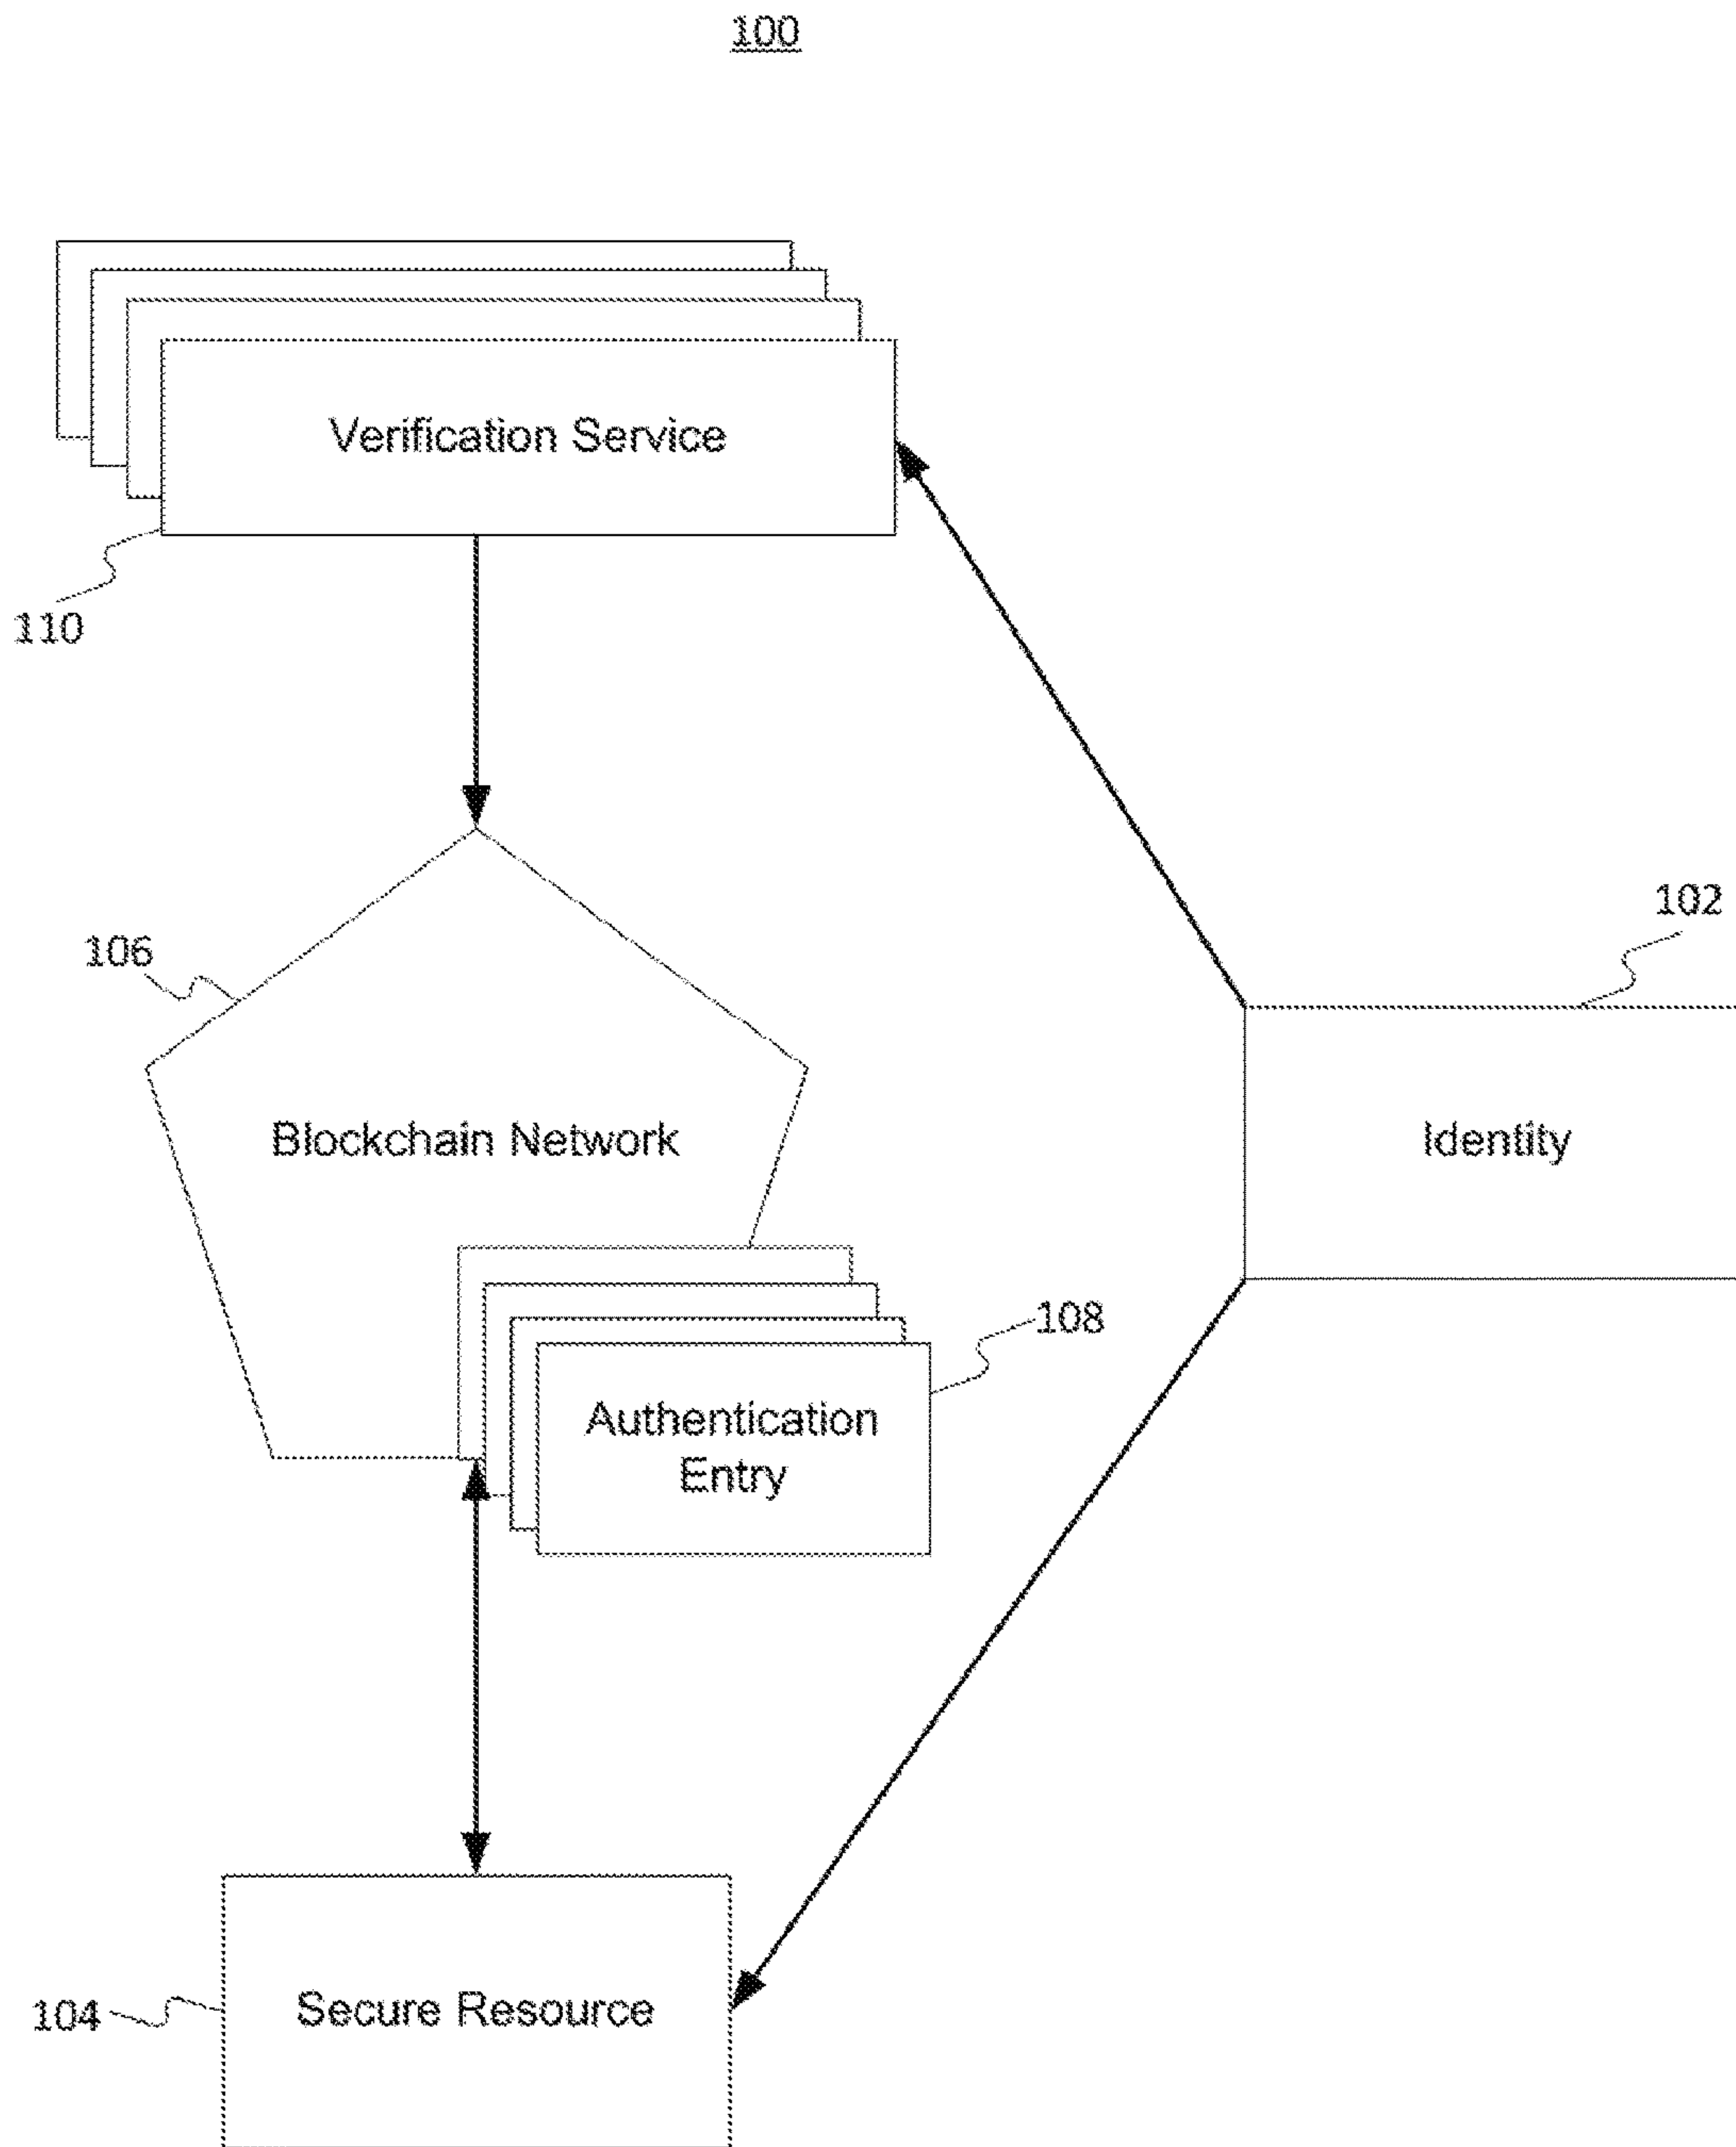 100
Verification Service
110
102
106
Blockchain Network
Identity
108
Authentication
Entry
104
Secure Resource